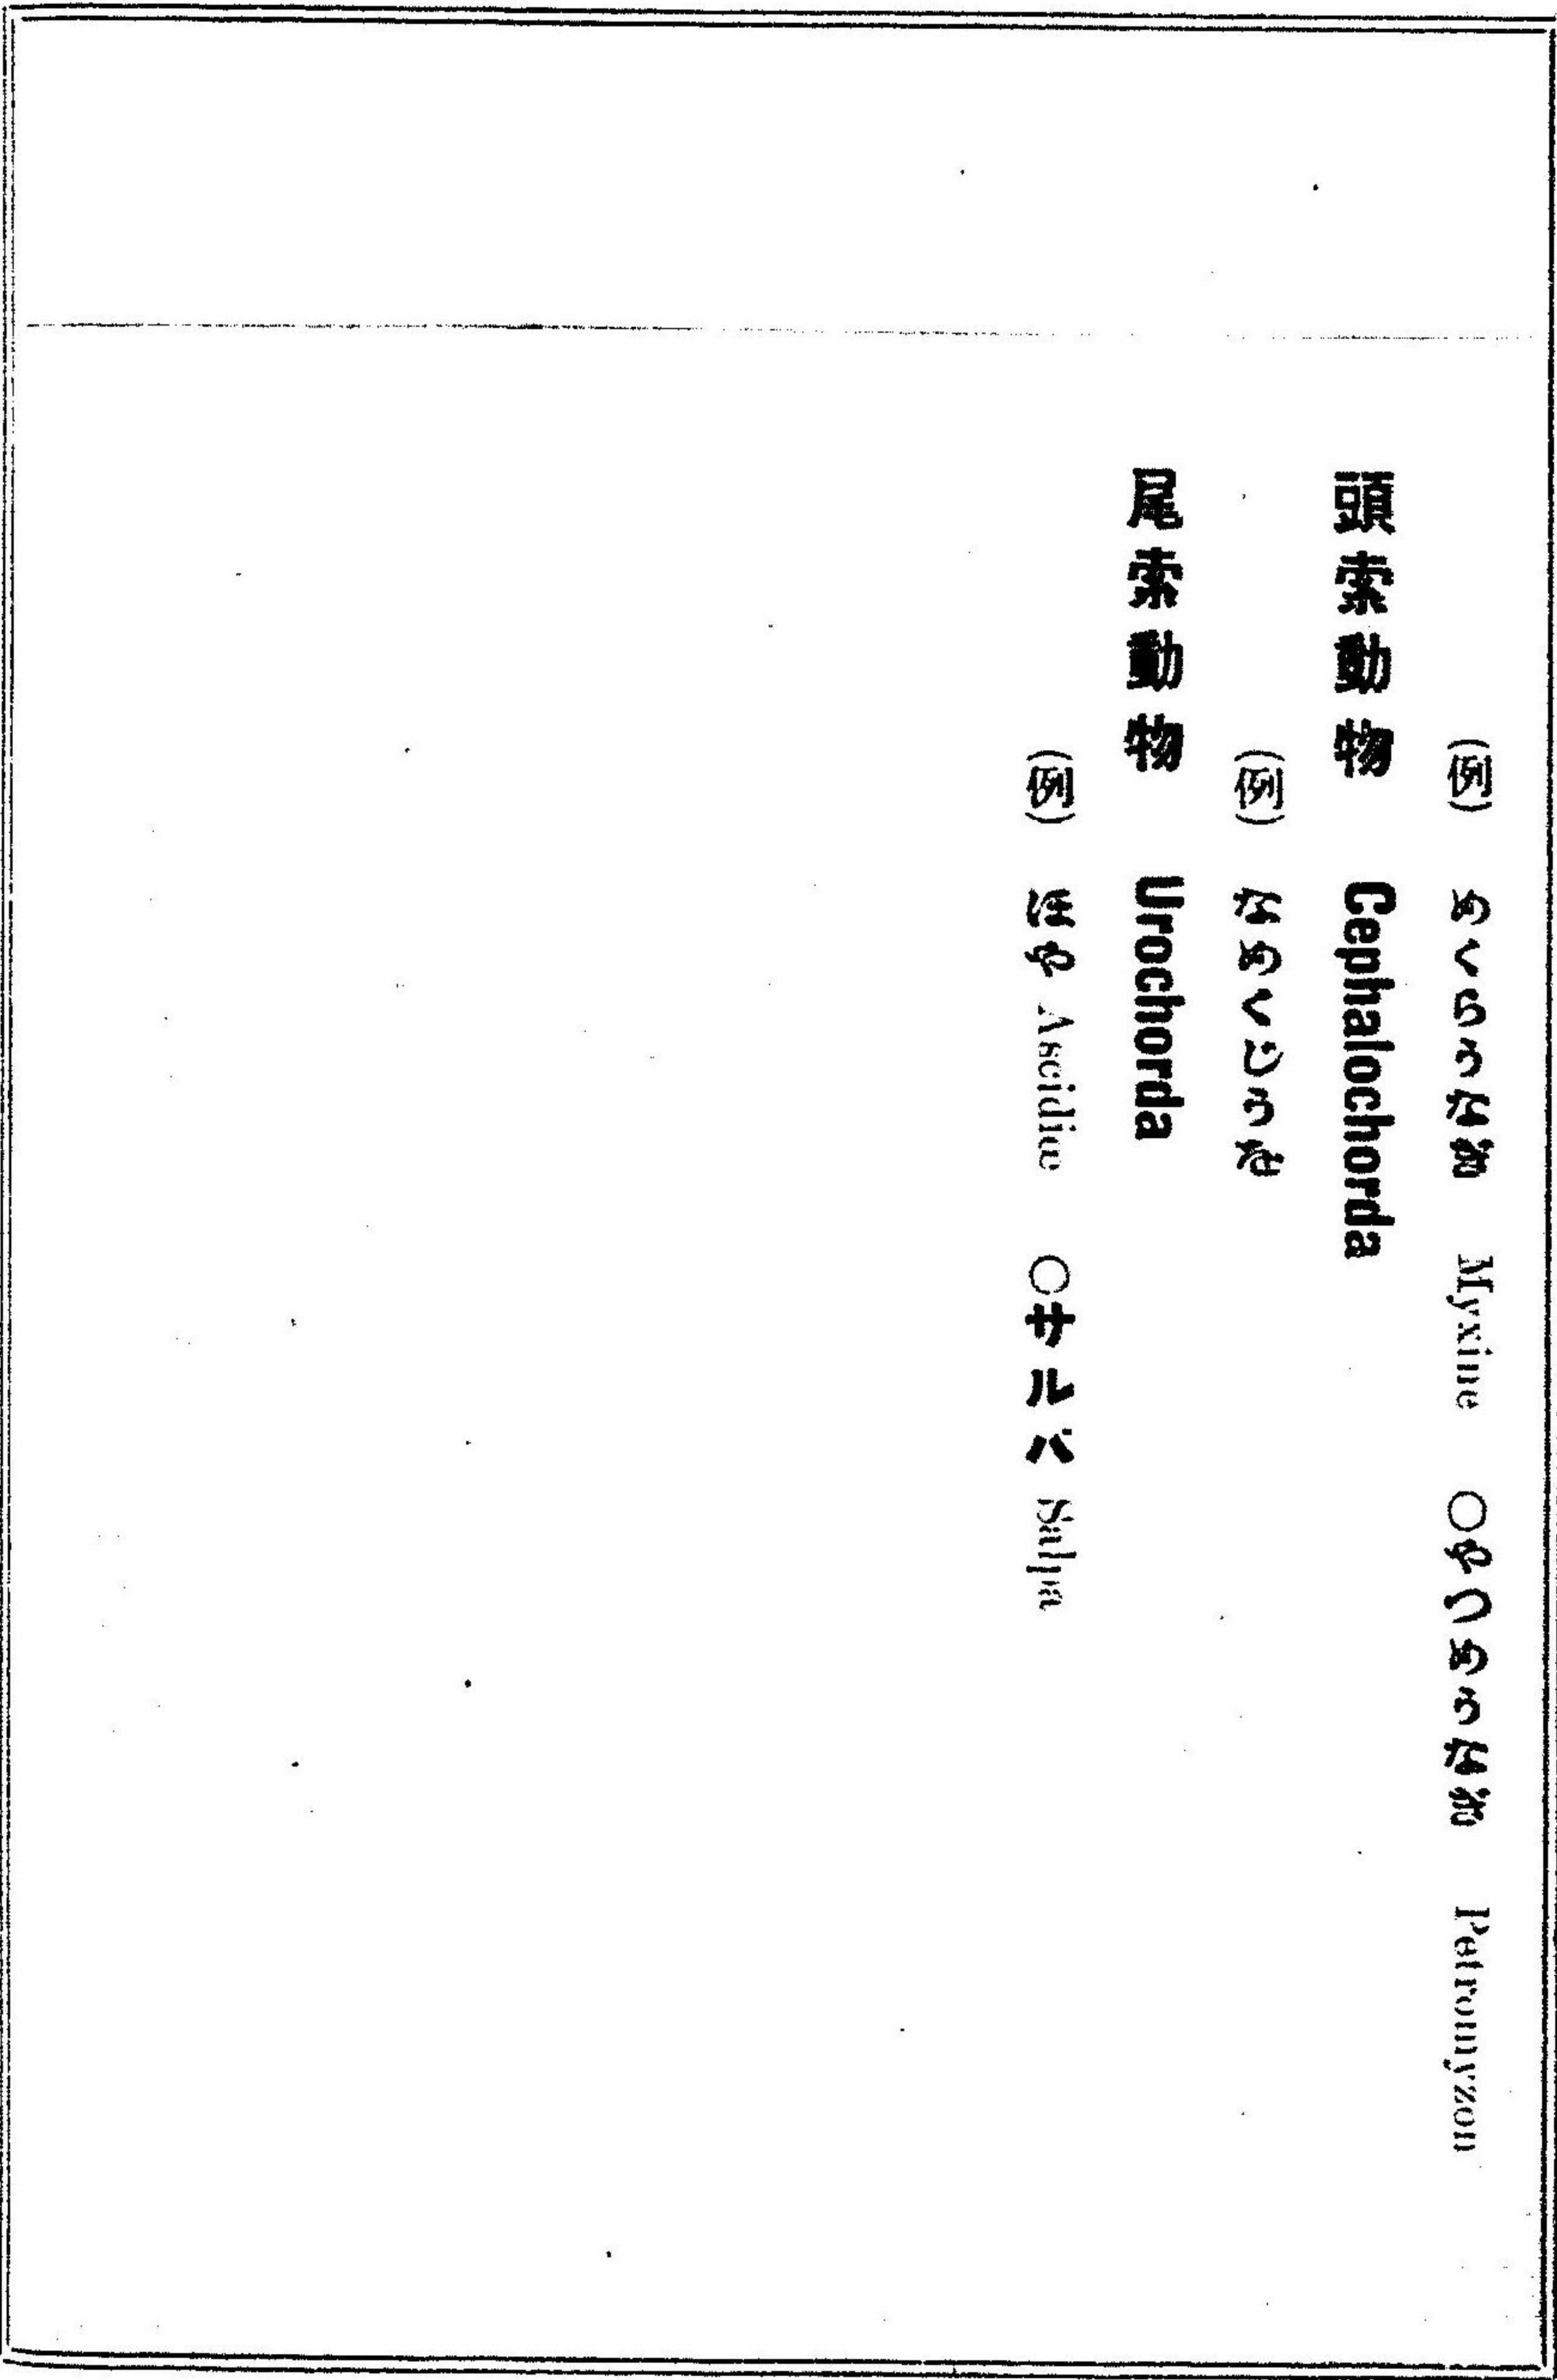 (例) めくらうなぎ Myxine ○やつめうなぎ Petromyzon
頭索動物 Cephalochorda
(例) なめくじうを
尾索動物 Urochorda
(例) ほや Ascidiæ ○サルパ Salpa